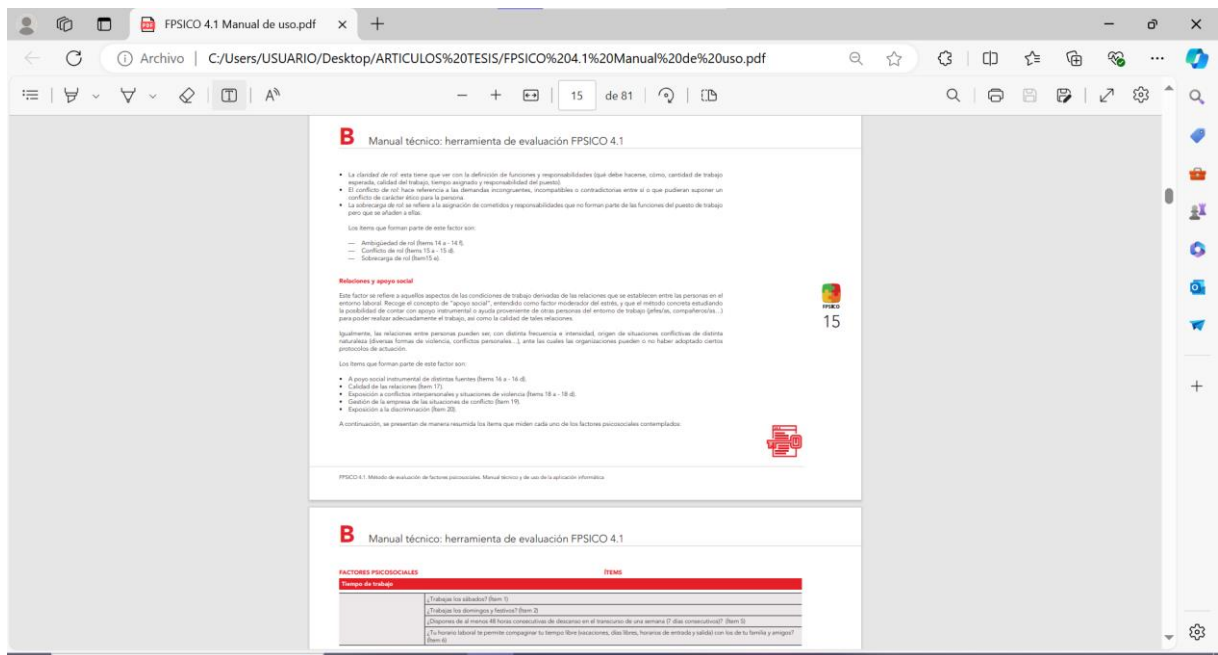 FPSICO 4.1 Manual de uso.pdf
Archivo | C:/Users/USUARIO/Desktop/ARTICULOS%20TESIS/FPSICO%204.1%20Manual%20de%20uso.pdf
15 de 81
B Manual técnico: herramienta de evaluación FPSICO 4.1
• La claridad de rol: esta tiene que ver con la definición de funciones y responsabilidades (qué debe hacerse, cómo, cantidad de trabajo
esperada, calidad del trabajo, tiempo asignado y responsabilidad del puesto).
• El conflicto de rol: hace referencia a las demandas incongruentes, incompatibles o contradictorias entre sí o que pudieran suponer un
conflicto de carácter ético para la persona.
• La sobrecarga de rol: se refiere a la asignación de cometidos y responsabilidades que no forman parte de las funciones del puesto de trabajo
pero que se añaden a ellas:
Los ítems que forman parte de este factor son:
— Ambigüedad de rol (Ítems 14 a - 14 f).
— Conflicto de rol (Ítems 15 a - 15 d).
— Sobrecarga de rol (Ítem15 e).
Relaciones y apoyo social
Este factor se refiere a aquellos aspectos de las condiciones de trabajo derivadas de las relaciones que se establecen entre las personas en el
entorno laboral. Recoge el concepto de "apoyo social", entendido como factor moderador del estrés, y que el método concreta estudiando
la posibilidad de contar con apoyo instrumental o ayuda proveniente de otras personas del entorno de trabajo (jefes/as, compañeros/as...)
para poder realizar adecuadamente el trabajo, así como la calidad de tales relaciones.
Igualmente, las relaciones entre personas pueden ser, con distinta frecuencia e intensidad, origen de situaciones conflictivas de distinta
naturaleza (diversas formas de violencia, conflictos personales...), ante las cuales las organizaciones pueden o no haber adoptado ciertos
protocolos de actuación.
Los ítems que forman parte de este factor son:
• A poyo social instrumental de distintas fuentes (Ítems 16 a - 16 d).
• Calidad de las relaciones (Ítem 17).
• Exposición a conflictos interpersonales y situaciones de violencia (Ítems 18 a - 18 d).
• Gestión de la empresa de las situaciones de conflicto (Ítem 19).
• Exposición a la discriminación (Ítem 20).
A continuación, se presentan de manera resumida los ítems que miden cada uno de los factores psicosociales contemplados:
FPSICO
15
FPSICO 4.1. Método de evaluación de factores psicosociales. Manual técnico y de uso de la aplicación informática
B Manual técnico: herramienta de evaluación FPSICO 4.1
FACTORES PSICOSOCIALES ÍTEMS
Tiempo de trabajo
¿Trabajas los sábados? (Ítem 1)
¿Trabajas los domingos y festivos? (Ítem 2)
¿Dispones de al menos 48 horas consecutivas de descanso en el transcurso de una semana (7 días consecutivos)? (Ítem 5)
¿Tu horario laboral te permite compaginar tu tiempo libre (vacaciones, días libres, horarios de entrada y salida) con los de tu familia y amigos?
(Ítem 6)